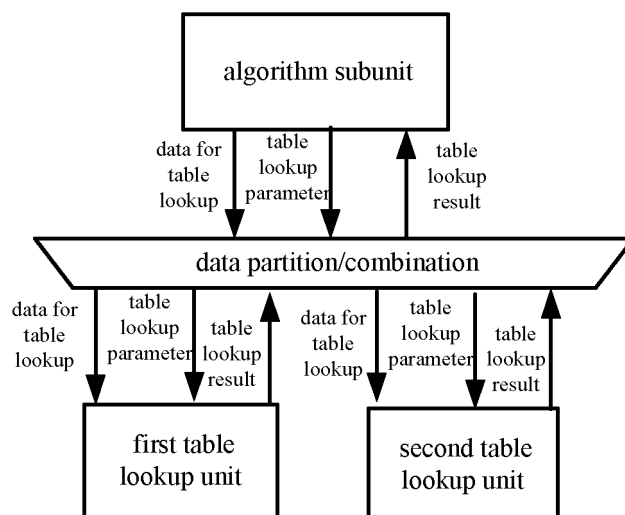 algorithm subunit
data for
table
lookup
table
lookup
parameter
table
lookup
result
data partition/combination
data for
table
lookup
table
lookup
parameter
table
lookup
result
data for
table
lookup
table
lookup
parameter
table
lookup
result
first table
lookup unit
second table
lookup unit